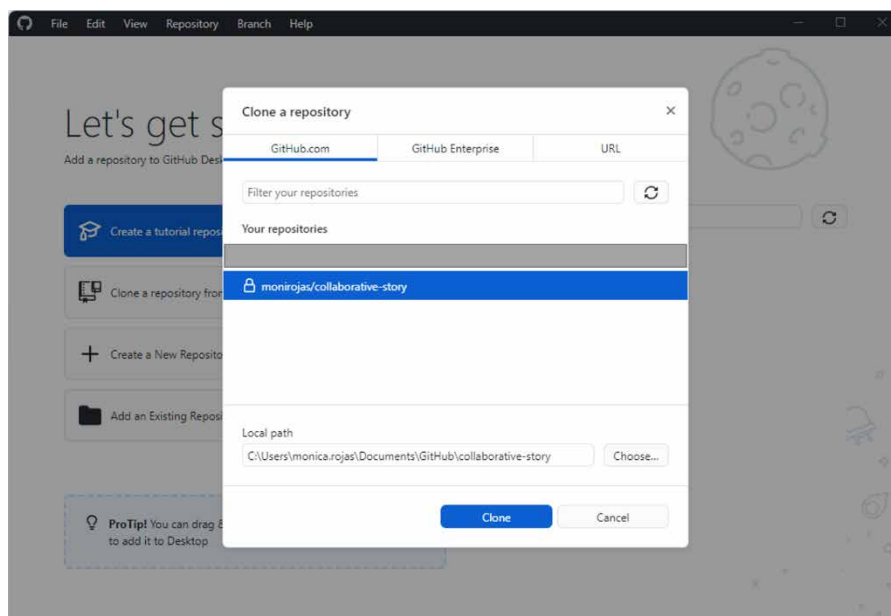 File Edit View Repository Branch Help
Let's get s
Add a repository to GitHub Desk
Create a tutorial reposi
Clone a repository fror
Create a New Reposito
Add an Existing Reposi
ProTip! You can drag &
to add it to Desktop
Clone a repository
GitHub.com GitHub Enterprise URL
Filter your repositories
Your repositories
monirojas/collaborative-story
Local path
C:\Users\monica.rojas\Documents\GitHub\collaborative-story Choose...
Clone Cancel